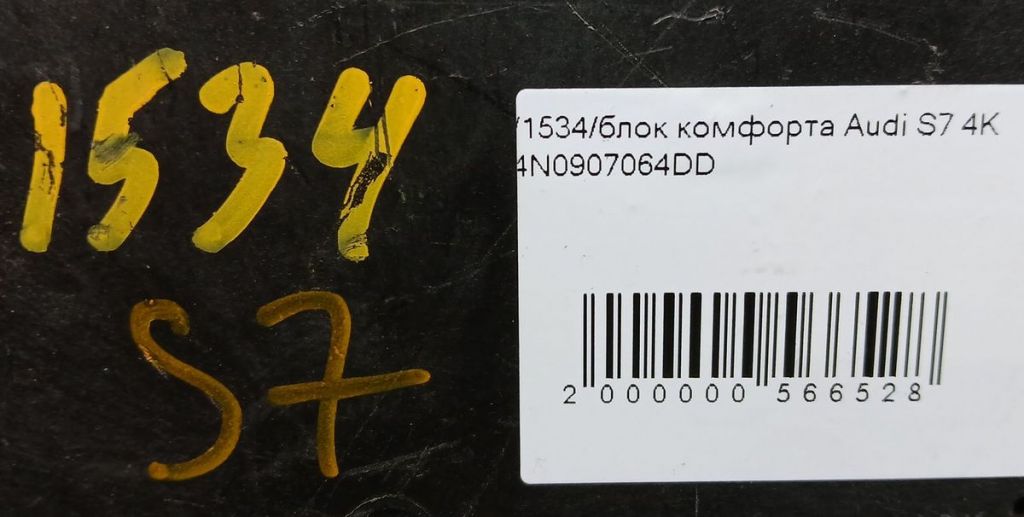 1534
S7
/1534/блок комфорта Audi S7 4K
4N0907064DD
2 000000 566528